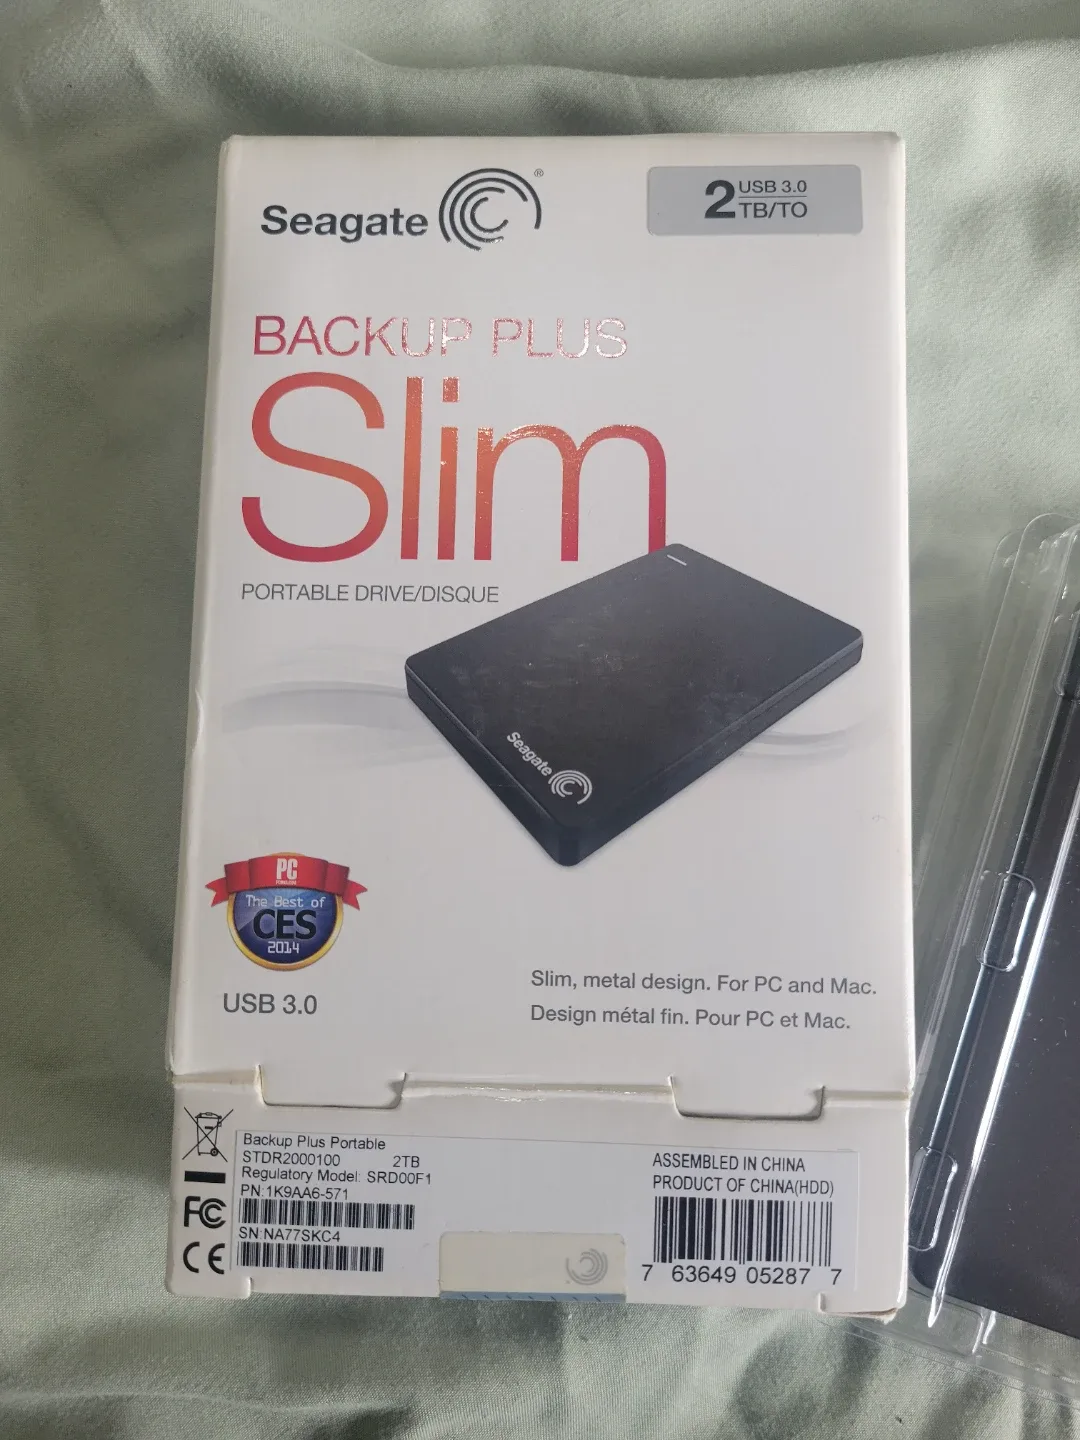 Seagate ®
2 USB 3.0
TB/TO
BACKUP PLUS
Slim
PORTABLE DRIVE/DISQUE
Seagate
PC
The Best of
CES
2014
USB 3.0
Slim, metal design. For PC and Mac.
Design métal fin. Pour PC et Mac.
Backup Plus Portable
STDR2000100 2TB
Regulatory Model: SRD00F1
PN:1K9AA6-571
SN:NA77SKC4
FC
CE
ASSEMBLED IN CHINA
PRODUCT OF CHINA(HDD)
7 63649 05287 7